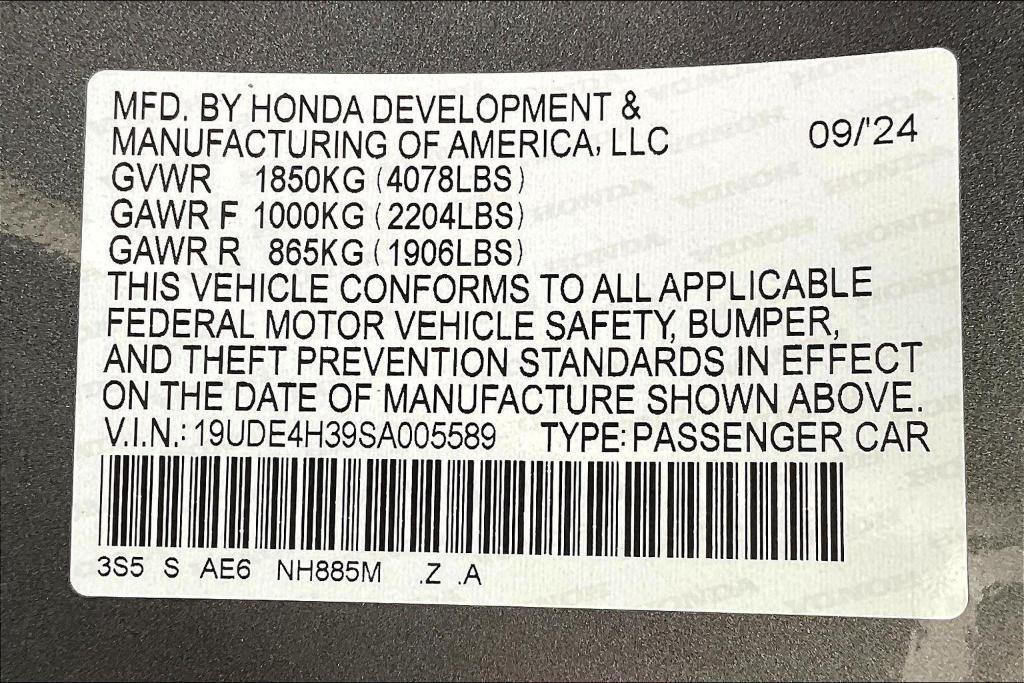 MFD. BY HONDA DEVELOPMENT &
MANUFACTURING OF AMERICA, LLC 09/'24
GVWR 1850KG (4078LBS)
GAWR F 1000KG (2204LBS)
GAWR R 865KG (1906LBS)
THIS VEHICLE CONFORMS TO ALL APPLICABLE
FEDERAL MOTOR VEHICLE SAFETY, BUMPER,
AND THEFT PREVENTION STANDARDS IN EFFECT
ON THE DATE OF MANUFACTURE SHOWN ABOVE.
V.I.N.: 19UDE4H39SA005589 TYPE: PASSENGER CAR
3S5 S AE6 NH885M .Z .A